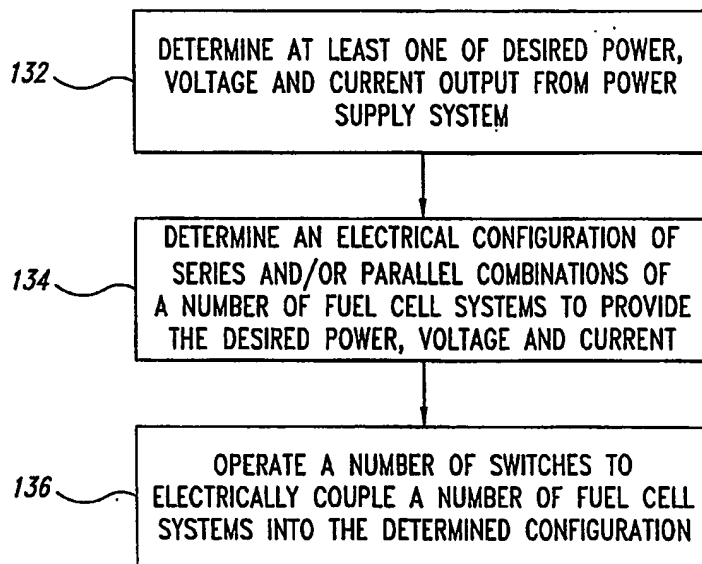 132
DETERMINE AT LEAST ONE OF DESIRED POWER,
VOLTAGE AND CURRENT OUTPUT FROM POWER
SUPPLY SYSTEM
134
DETERMINE AN ELECTRICAL CONFIGURATION OF
SERIES AND/OR PARALLEL COMBINATIONS OF
A NUMBER OF FUEL CELL SYSTEMS TO PROVIDE
THE DESIRED POWER, VOLTAGE AND CURRENT
136
OPERATE A NUMBER OF SWITCHES TO
ELECTRICALLY COUPLE A NUMBER OF FUEL CELL
SYSTEMS INTO THE DETERMINED CONFIGURATION